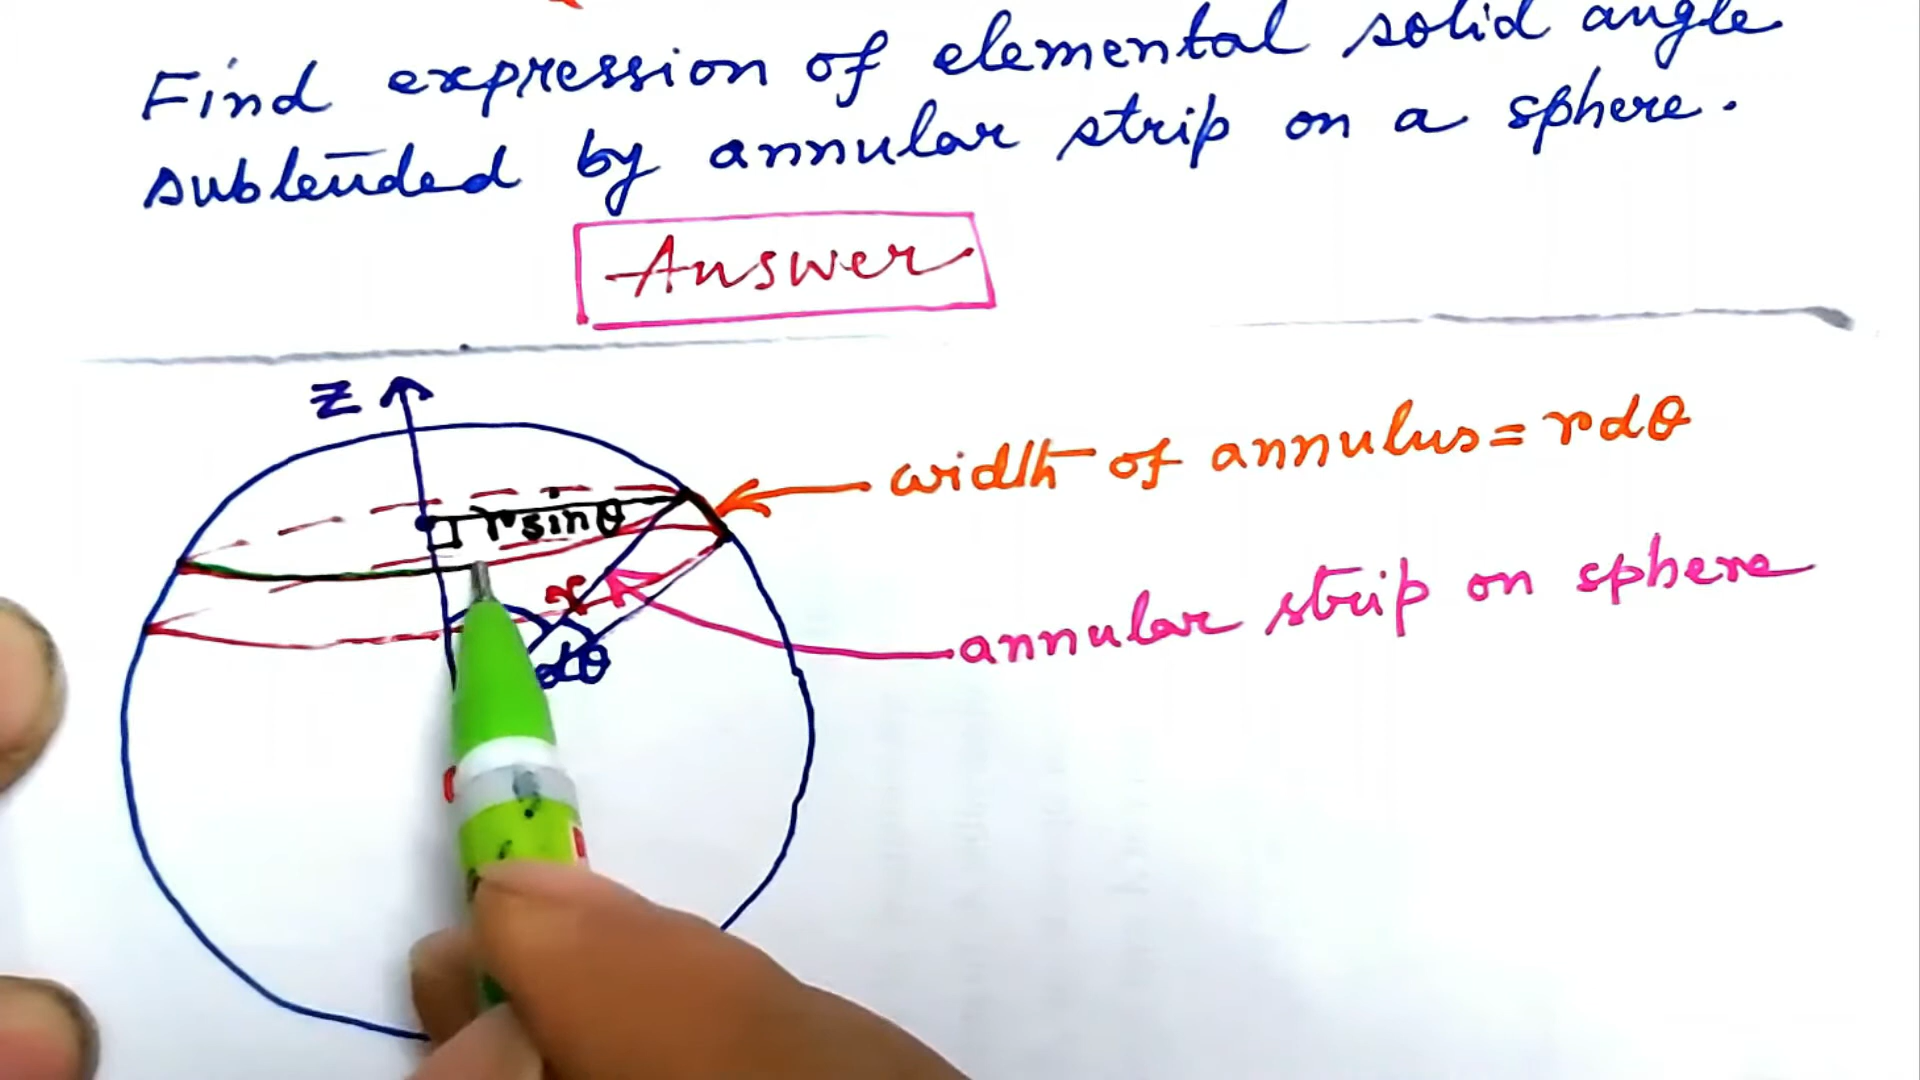 Find expression of elemental solid angle
subtended by annular strip on a sphere.
Answer
Z
width of annulus = rdθ
r sin θ
r
annular strip on sphere
dθ